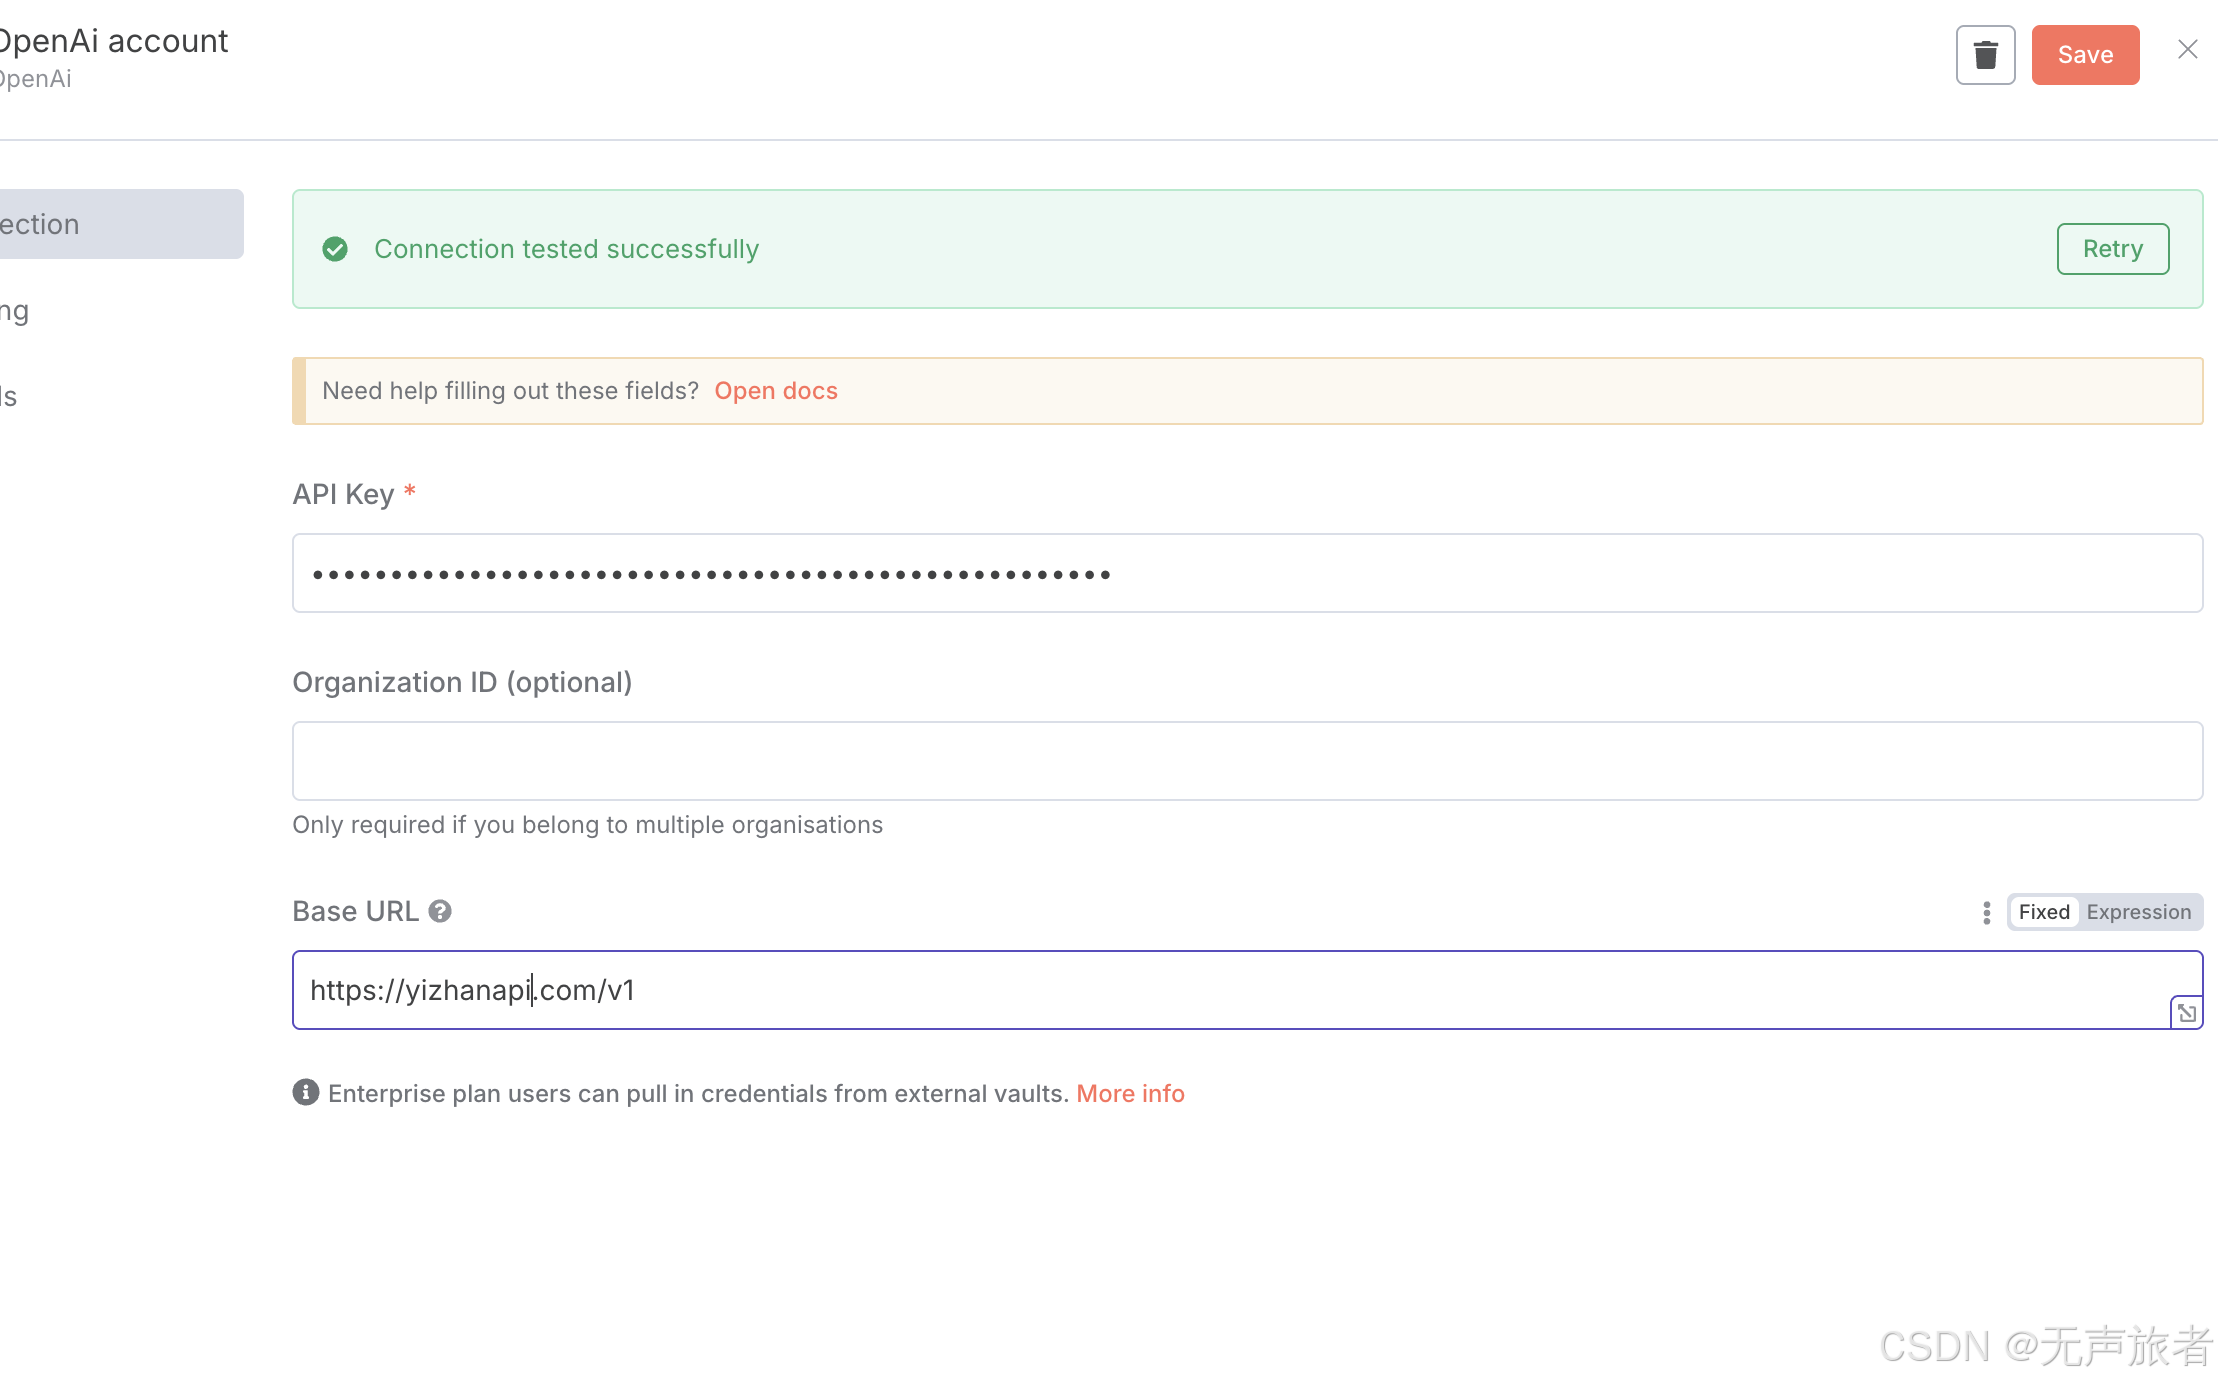 OpenAi account
OpenAi
Save
ection
ng
ls
Connection tested successfully
Retry
Need help filling out these fields? Open docs
API Key *
••••••••••••••••••••••••••••••••••••••••••••••••••• 
Organization ID (optional)
Only required if you belong to multiple organisations
Base URL
Fixed Expression
https://yizhanapi.com/v1
Enterprise plan users can pull in credentials from external vaults. More info
CSDN @无声旅者